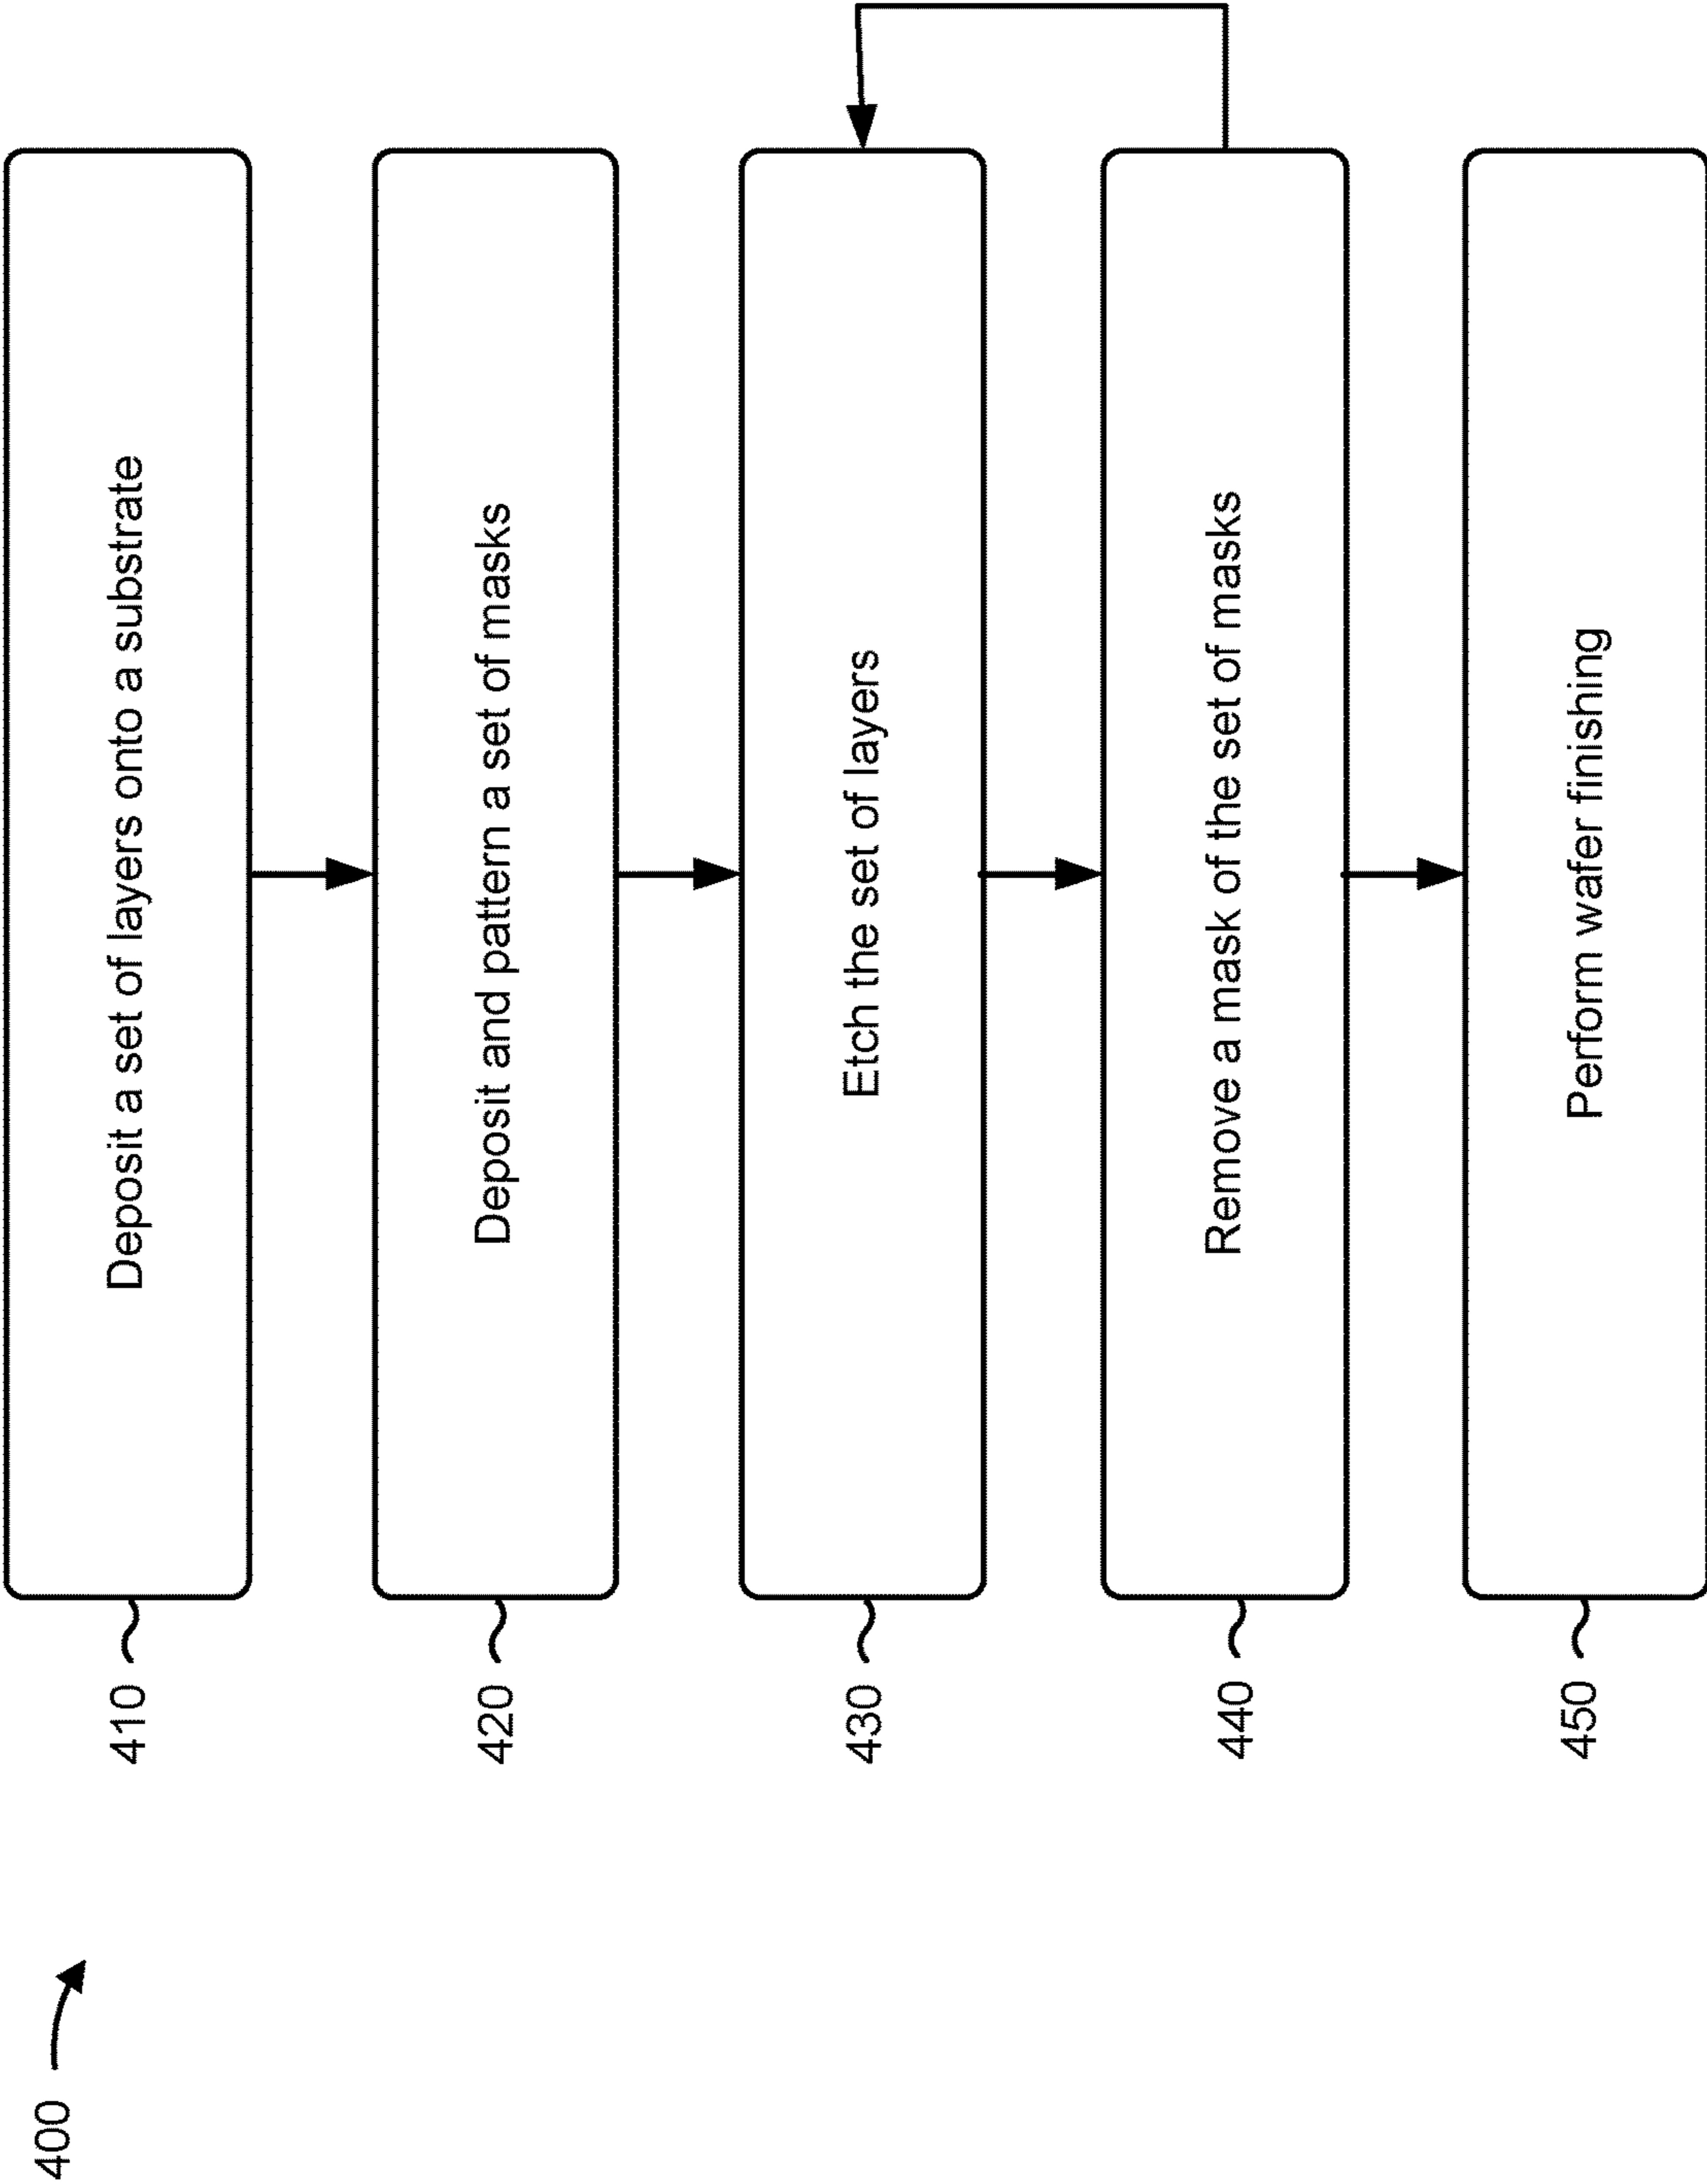 400
410
Deposit a set of layers onto a substrate
420
Deposit and pattern a set of masks
430
Etch the set of layers
440
Remove a mask of the set of masks
450
Perform wafer finishing